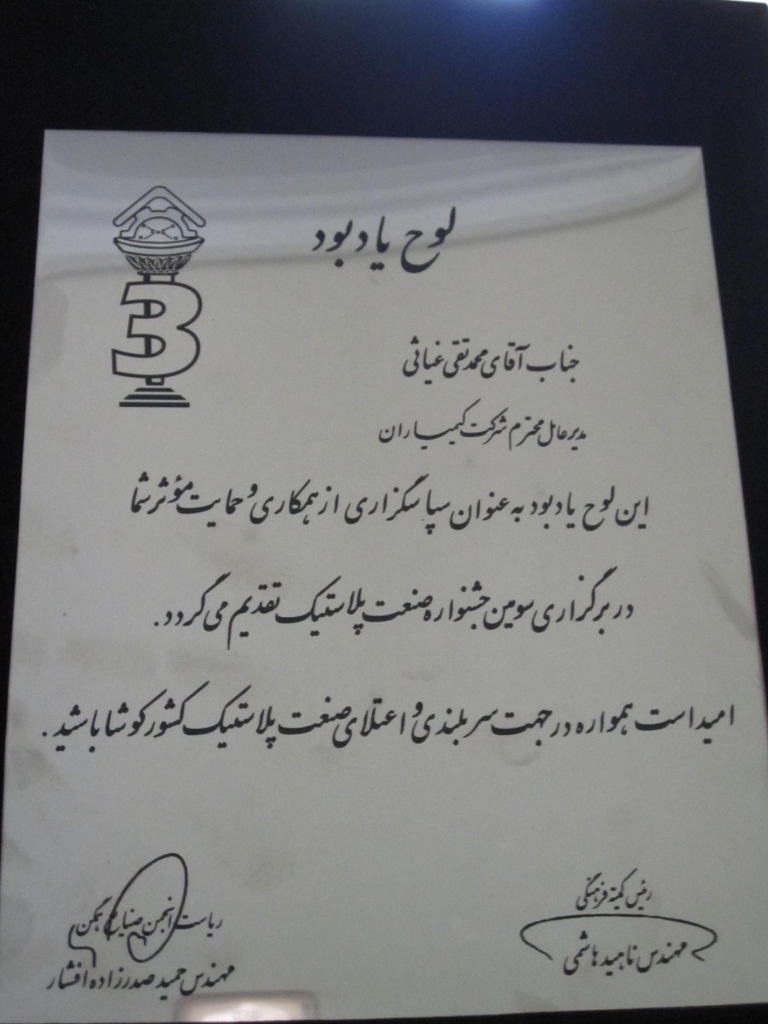 3
لوح یادبود
جناب آقای محمدتقی غیاثی
مدیرعامل محترم شرکت کیمیاران
این لوح یادبود به عنوان سپاسگزاری از همکاری و حمایت مؤثر شما
در برگزاری سومین جشنواره صنعت پلاستیک تقدیم می گردد.
امید است همواره در جهت سربلندی و اعتلای صنعت پلاستیک کشور کوشا باشید.
رئیس کمیته فرهنگی
مهندس ناهید هاشمی
ریاست انجمن صنایع همگن
مهندس حمید صدرزاده افشار